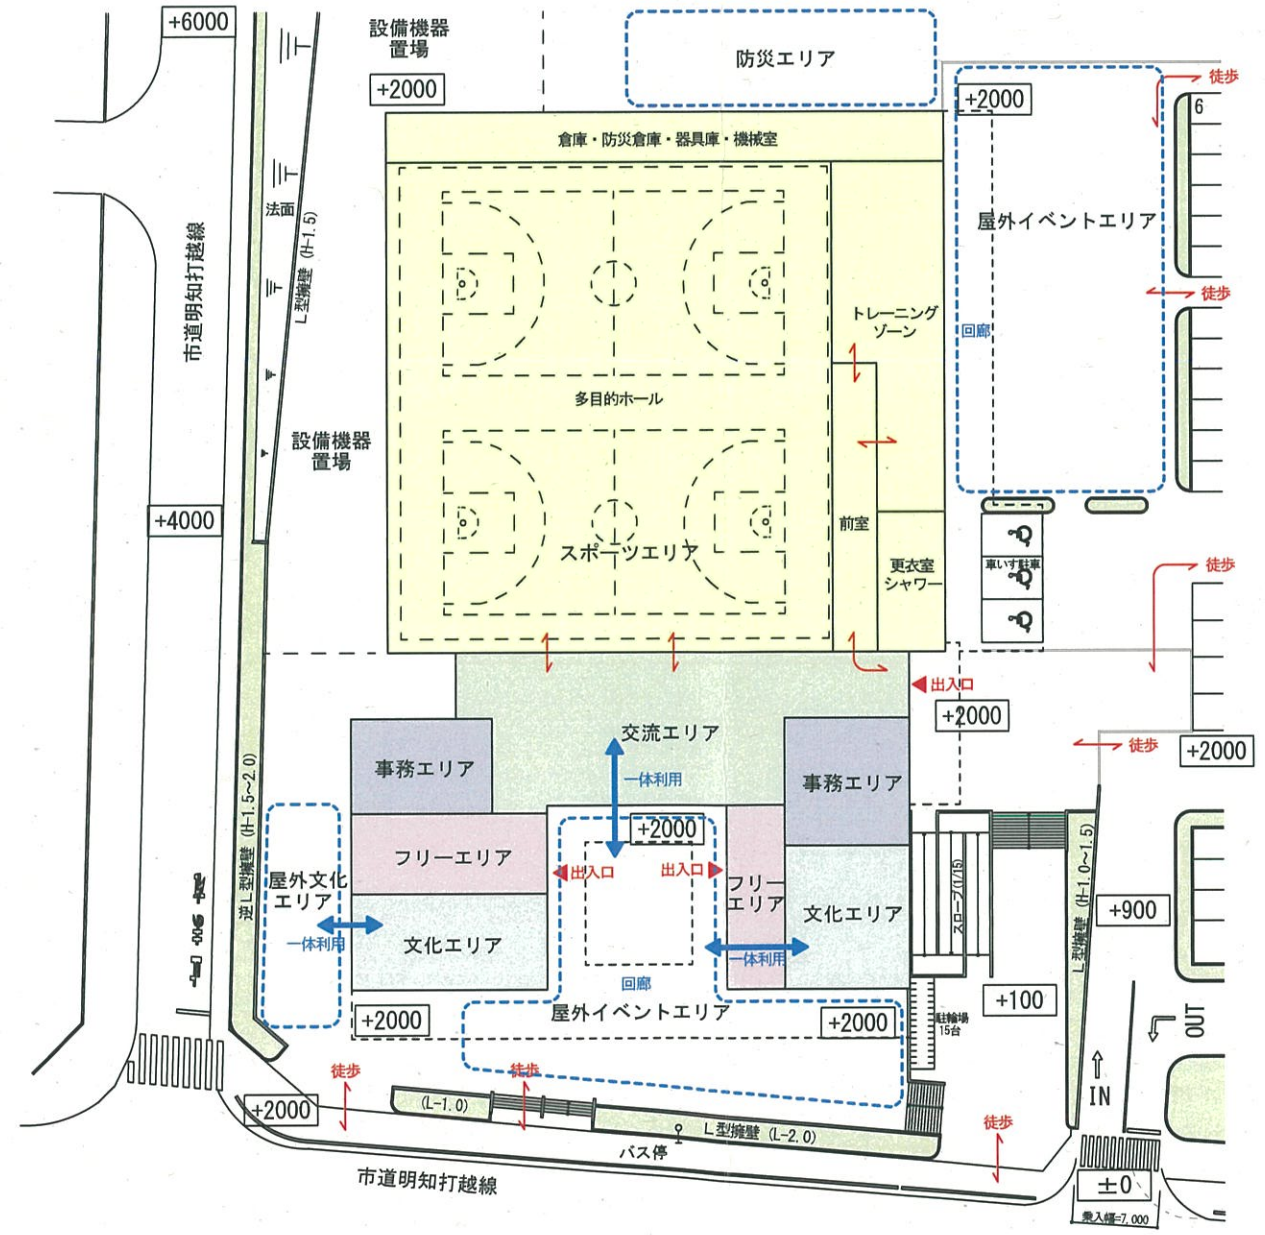 +6000
設備機器
置場
+2000
防災エリア
+2000
徒歩
6
倉庫・防災倉庫・器具庫・機械室
法面
L型擁壁 (H-1.5)
市道明知打越線
屋外イベントエリア
徒歩
トレーニング
ゾーン
回廊
多目的ホール
設備機器
置場
+4000
前室
スポーツエリア
更衣室
シャワー
車いす駐車
徒歩
出入口
+2000
交流エリア
徒歩
+2000
事務エリア
一体利用
事務エリア
逆L型擁壁 (H-1.5～2.0)
+2000
フリーエリア
出入口
出入口
屋外文化
エリア
フリー
エリア
文化エリア
スロープ(1/15)
L型擁壁 (H-1.0～1.5)
+900
一体利用
文化エリア
一体利用
回廊
屋外イベントエリア
+2000
+2000
+100
駐輪場
15台
OUT
IN
徒歩
徒歩
+2000
(L-1.0)
L型擁壁 (L-2.0)
徒歩
バス停
市道明知打越線
±0
乗入幅=7,000